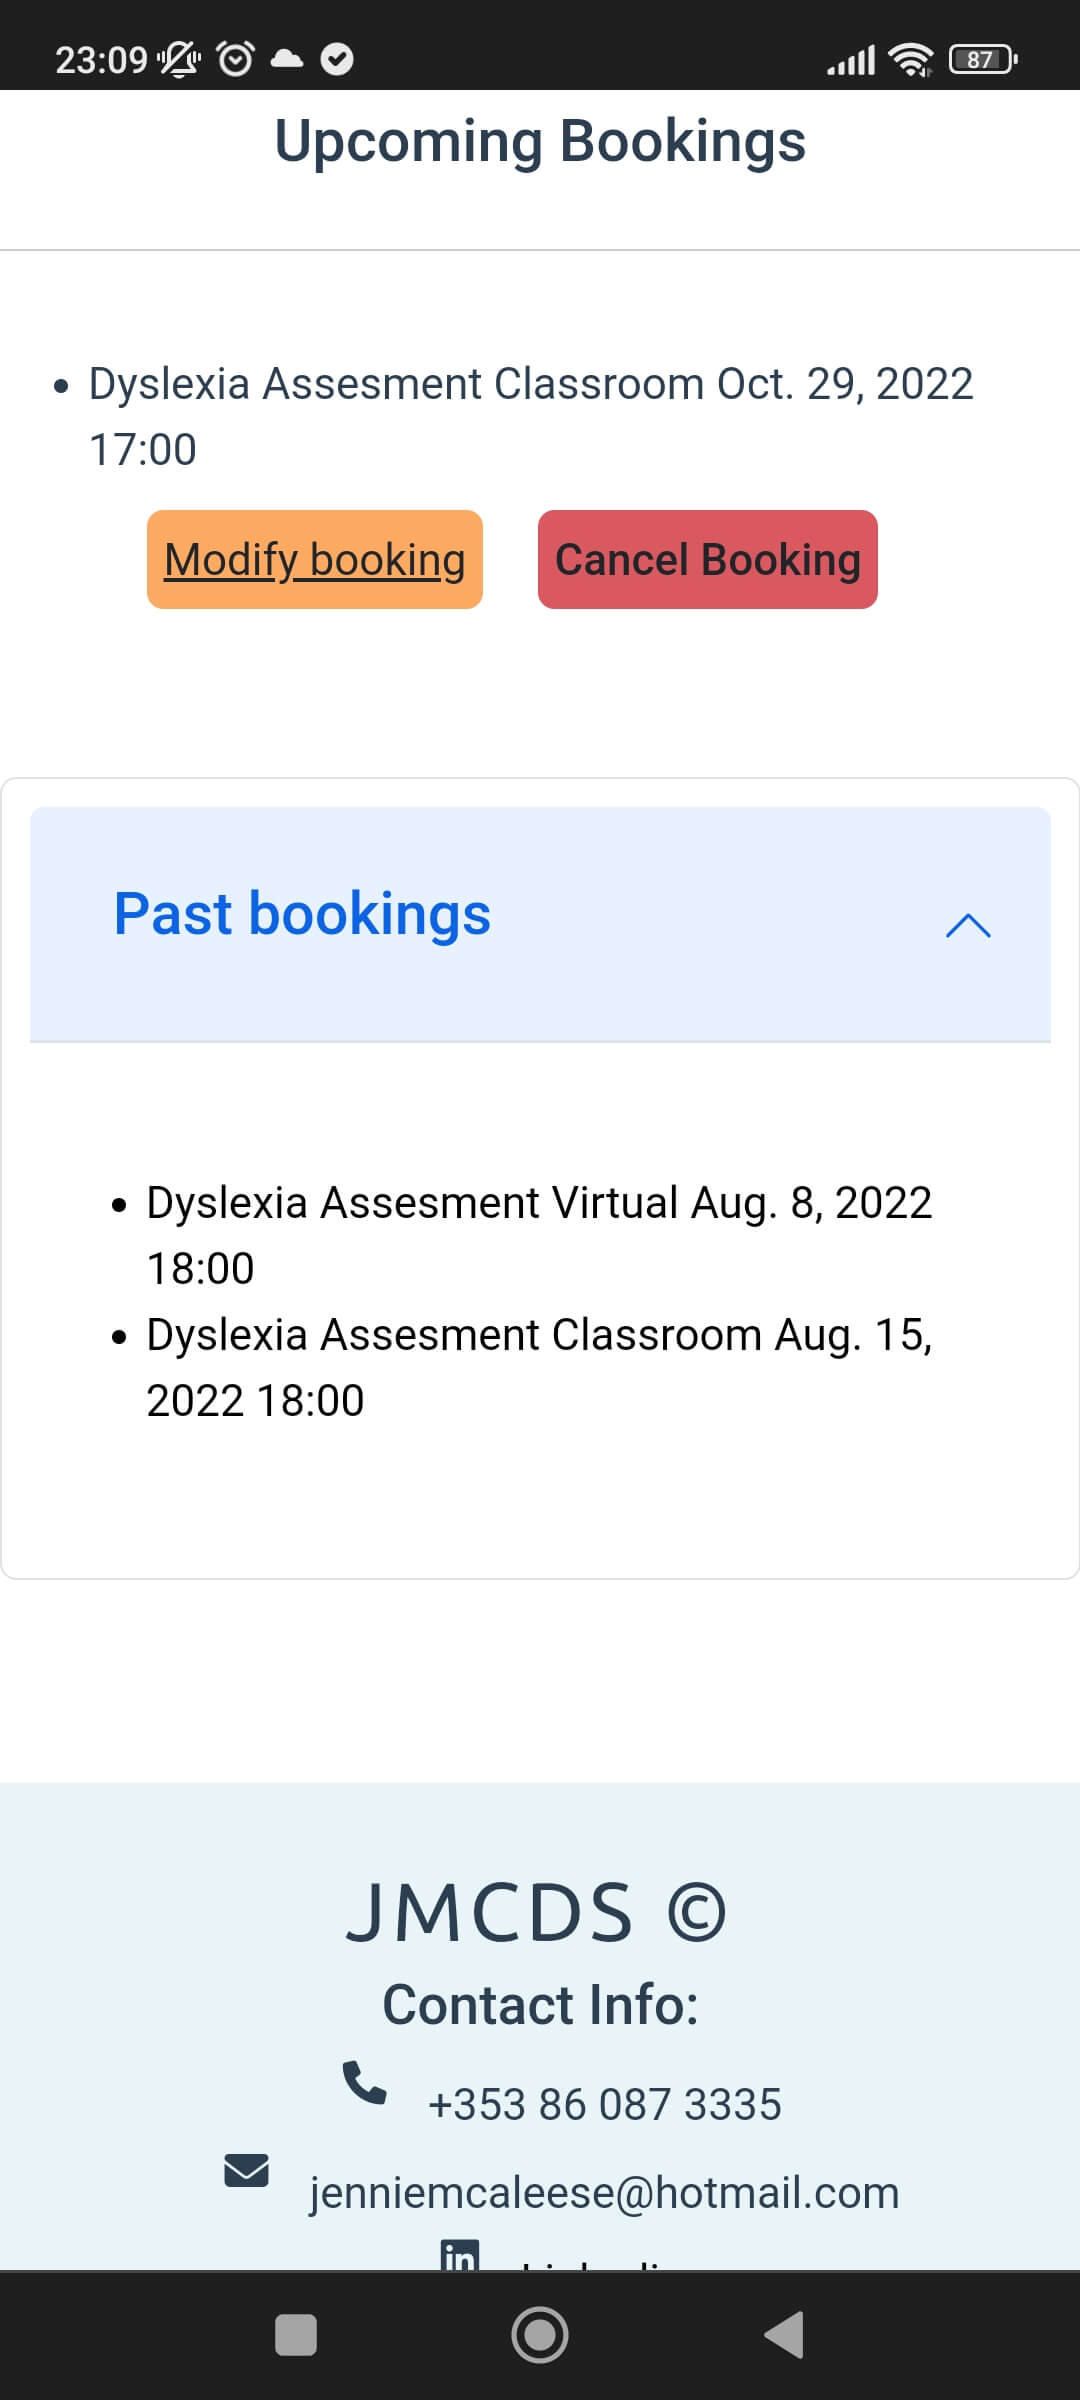 23:09
87
Upcoming Bookings
Dyslexia Assesment Classroom Oct. 29, 2022
17:00
Modify booking
Cancel Booking
Past bookings
Dyslexia Assesment Virtual Aug. 8, 2022
18:00
Dyslexia Assesment Classroom Aug. 15,
2022 18:00
JMCDS ©
Contact Info:
+353 86 087 3335
jenniemcaleese@hotmail.com
in